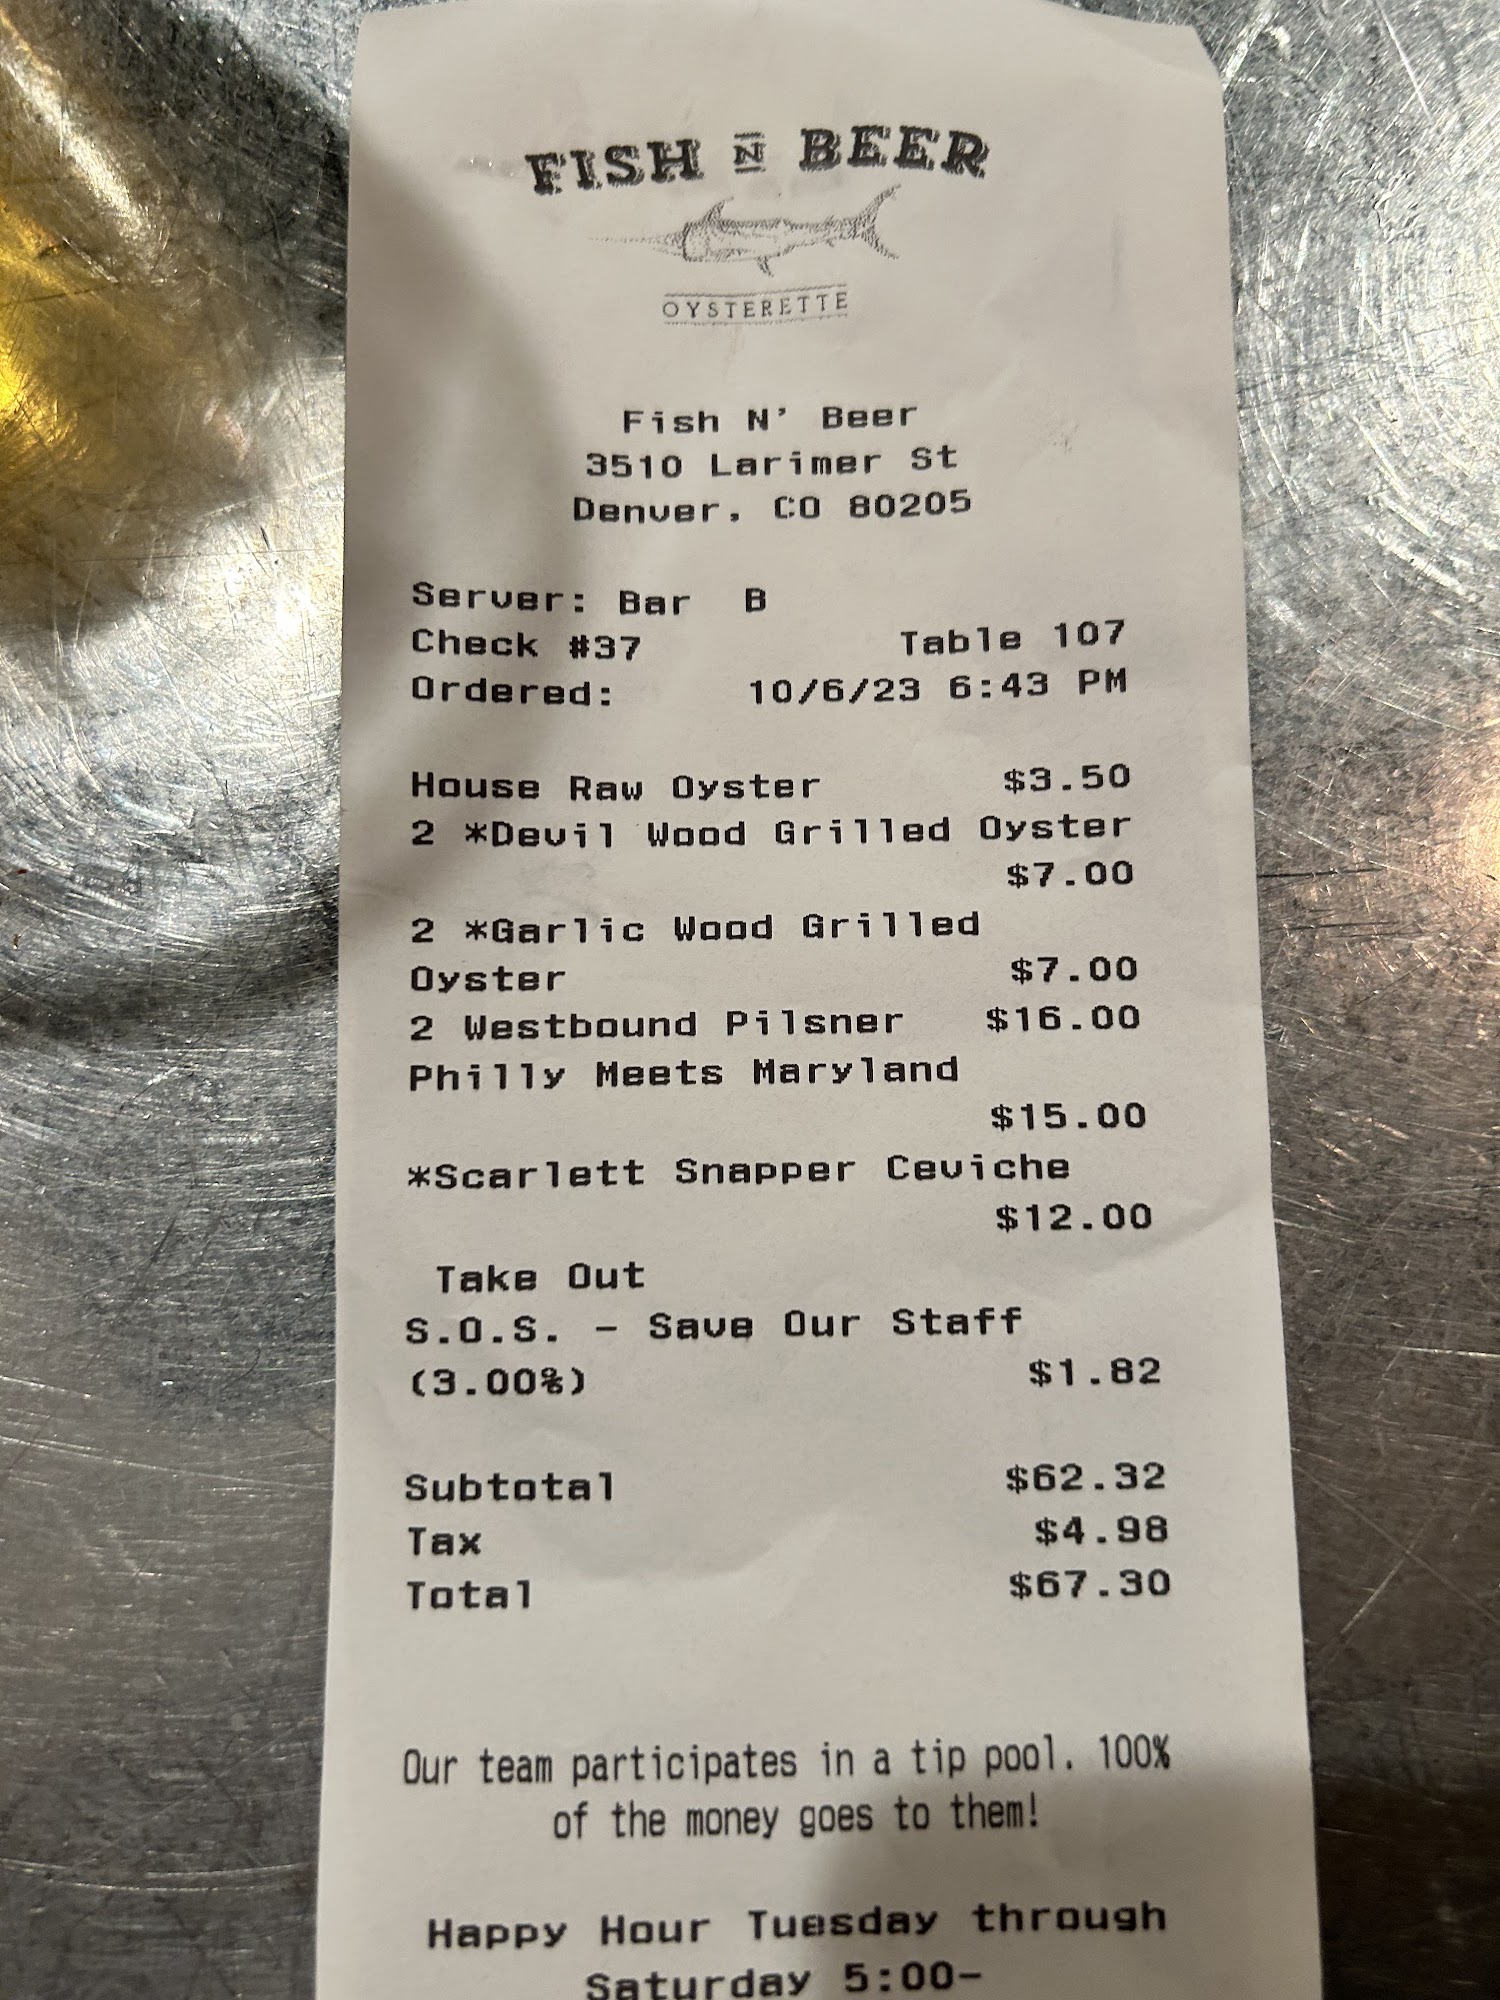 FISH N BEER
OYSTERETTE
Fish N' Beer
3510 Larimer St
Denver, CO 80205
Server: Bar B
Check #37 Table 107
Ordered: 10/6/23 6:43 PM
House Raw Oyster $3.50
2 *Devil Wood Grilled Oyster
$7.00
2 *Garlic Wood Grilled
Oyster $7.00
2 Westbound Pilsner $16.00
Philly Meets Maryland
$15.00
*Scarlett Snapper Ceviche
$12.00
Take Out
S.O.S. - Save Our Staff
(3.00%) $1.82
Subtotal $62.32
Tax $4.98
Total $67.30
Our team participates in a tip pool. 100%
of the money goes to them!
Happy Hour Tuesday through
Saturday 5:00-